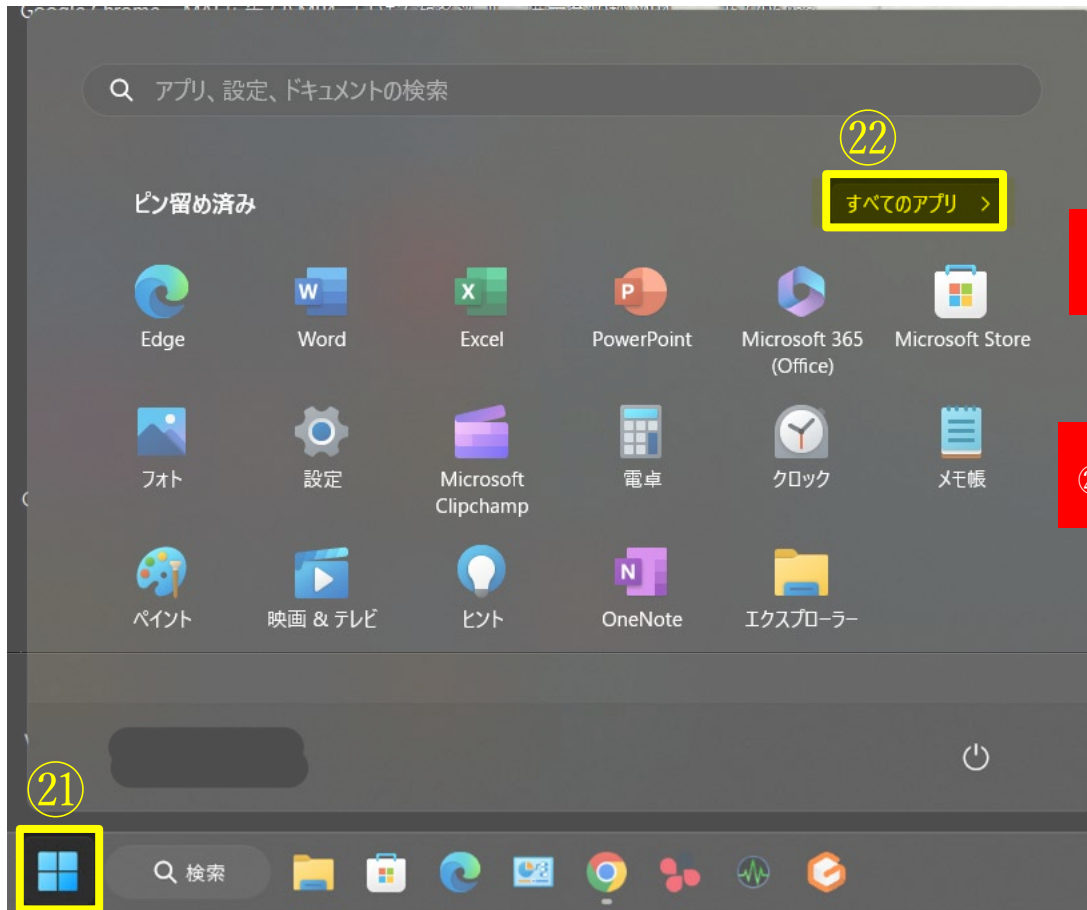 Google Chrome
アプリ、設定、ドキュメントの検索
㉒
ピン留め済み
すべてのアプリ >
W
X
P
Edge
Word
Excel
PowerPoint
Microsoft 365
(Office)
Microsoft Store
フォト
設定
Microsoft
Clipchamp
電卓
クロック
メモ帳
N
ペイント
映画 & テレビ
ヒント
OneNote
エクスプローラー
㉑
検索